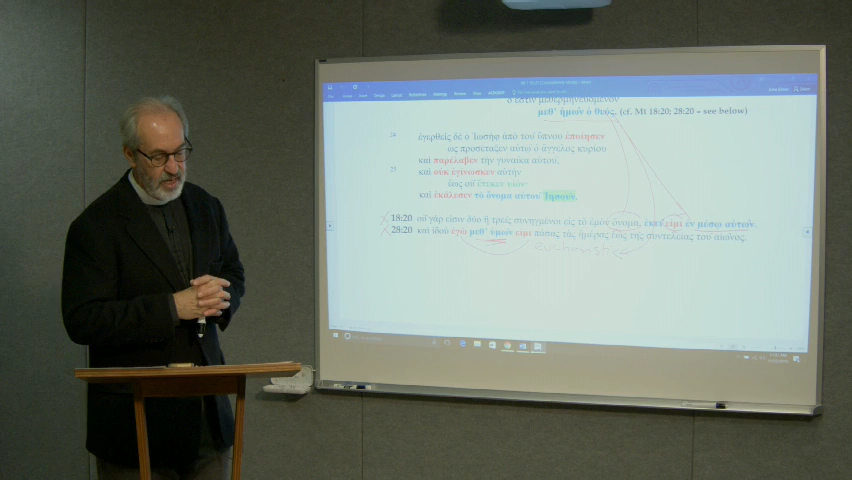 ὅ ἐστιν μεθερμηνευόμενον
μεθ᾽ ἡμῶν ὁ θεός. (cf. Mt 18:20; 28:20 – see below)
24 ἐγερθεὶς δὲ ὁ Ἰωσὴφ ἀπὸ τοῦ ὕπνου ἐποίησεν
ὡς προσέταξεν αὐτῷ ὁ ἄγγελος κυρίου
καὶ παρέλαβεν τὴν γυναῖκα αὐτοῦ,
25 καὶ οὐκ ἐγίνωσκεν αὐτὴν
ἕως οὗ ἔτεκεν υἱόν·
καὶ ἐκάλεσεν τὸ ὄνομα αὐτοῦ Ἰησοῦν.
18:20 οὗ γάρ εἰσιν δύο ἢ τρεῖς συνηγμένοι εἰς τὸ ἐμὸν ὄνομα, ἐκεῖ εἰμι ἐν μέσῳ αὐτῶν.
28:20 καὶ ἰδοὺ ἐγὼ μεθ᾽ ὑμῶν εἰμι πάσας τὰς ἡμέρας ἕως τῆς συντελείας τοῦ αἰῶνος.